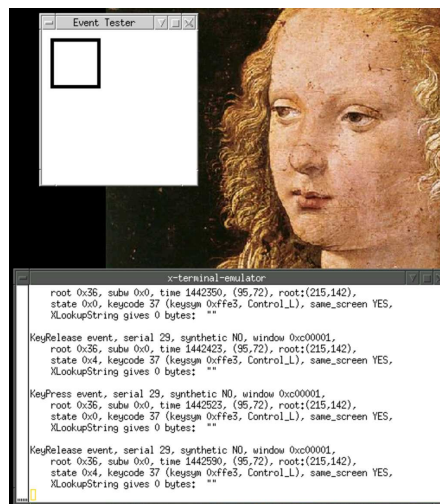 Event Tester
x-terminal-emulator
root 0x36, subw 0x0, time 1442350, (95,72), root:(215,142),
state 0x0, keycode 37 (keysym 0xffe3, Control_L), same_screen YES,
XLookupString gives 0 bytes: ""
KeyRelease event, serial 29, synthetic NO, window 0xc00001,
root 0x36, subw 0x0, time 1442423, (95,72), root:(215,142),
state 0x4, keycode 37 (keysym 0xffe3, Control_L), same_screen YES,
XLookupString gives 0 bytes: ""
KeyPress event, serial 29, synthetic NO, window 0xc00001,
root 0x36, subw 0x0, time 1442523, (95,72), root:(215,142),
state 0x0, keycode 37 (keysym 0xffe3, Control_L), same_screen YES,
XLookupString gives 0 bytes: ""
KeyRelease event, serial 29, synthetic NO, window 0xc00001,
root 0x36, subw 0x0, time 1442590, (95,72), root:(215,142),
state 0x4, keycode 37 (keysym 0xffe3, Control_L), same_screen YES,
XLookupString gives 0 bytes: ""